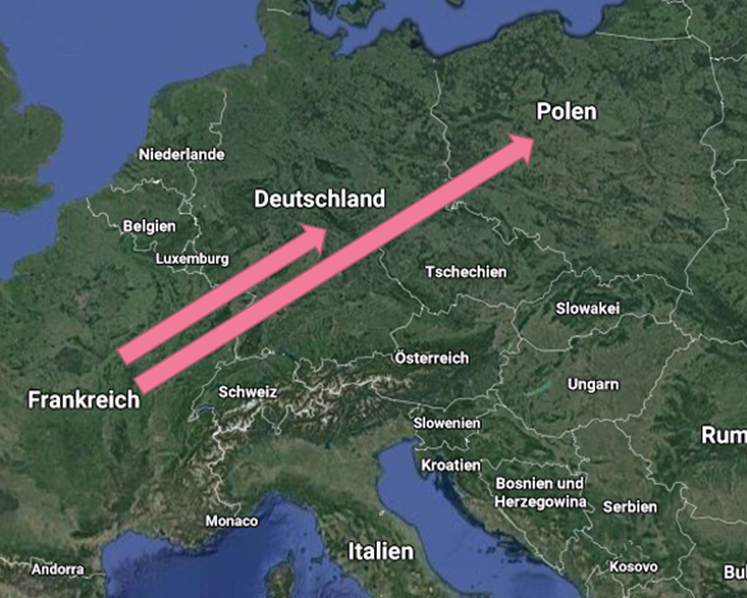 Polen
Niederlande
Deutschland
Belgien
Luxemburg
Tschechien
Slowakei
Österreich
Frankreich
Schweiz
Ungarn
Slowenien
Rum
Kroatien
Bosnien und
Herzegowina
Serbien
Monaco
Italien
Andorra
Kosovo
Bul